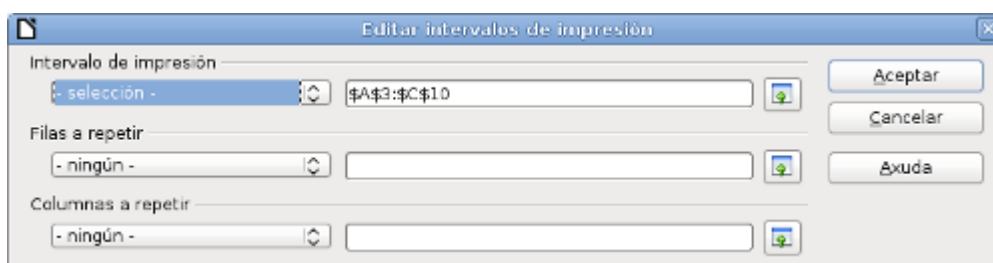 Editar intervalos de impresión
Intervalo de impresión
- selección -
$A$3:$C$10
Aceptar
Cancelar
Filas a repetir
- ningún -
Axuda
Columnas a repetir
- ningún -